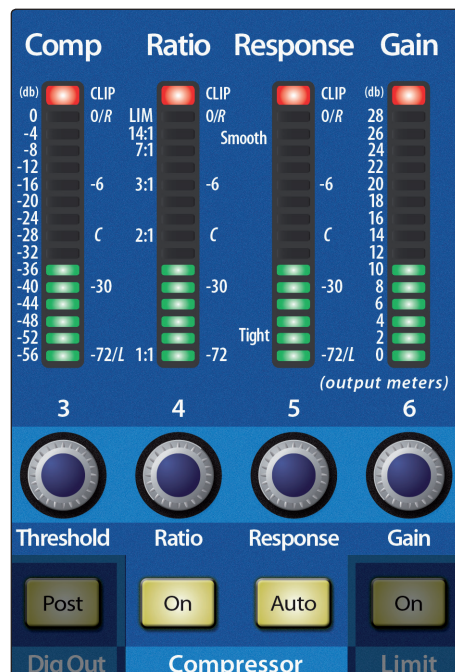 Comp Ratio Response Gain
(db) CLIP CLIP (db)
0 0/R LIM 0/R 28
-4 14:1 Smooth 26
-8 7:1 24
-12 22
-16 -6 3:1 -6 -6 20
-20 18
-24 16
-28 C 2:1 C C 14
-32 12
-36 10
-40 -30 -30 -30 8
-44 6
-48 4
-52 Tight 2
-56 -72/L 1:1 -72 -72/L 0
(output meters)
3 4 5 6
Threshold Ratio Response Gain
Post On Auto On
Dig Out Compressor Limit